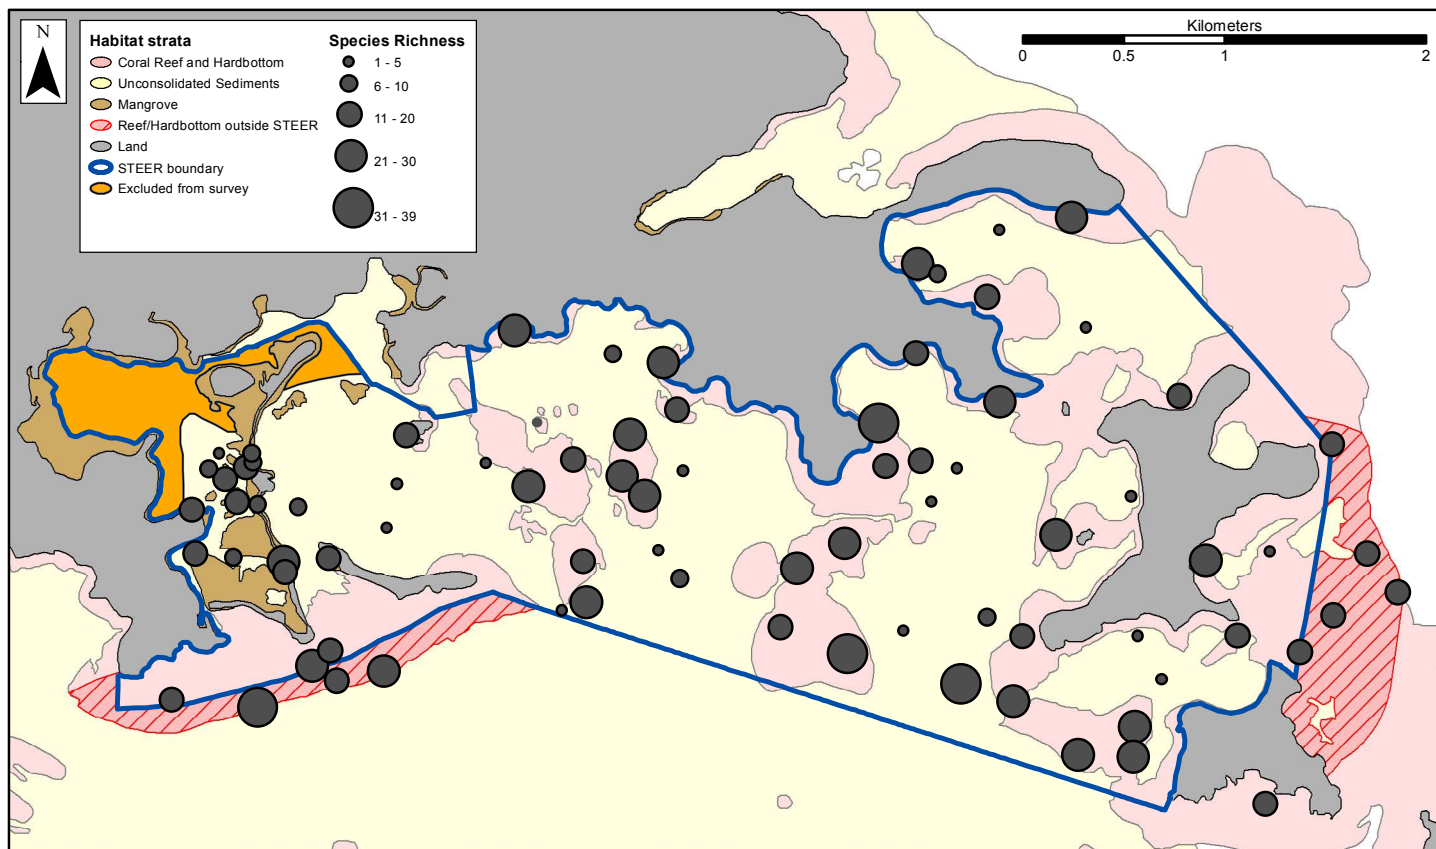 N
Habitat strata
Coral Reef and Hardbottom
Unconsolidated Sediments
Mangrove
Reef/Hardbottom outside STEER
Land
STEER boundary
Excluded from survey
Species Richness
1 - 5
6 - 10
11 - 20
21 - 30
31 - 39
Kilometers
0 0.5 1 2